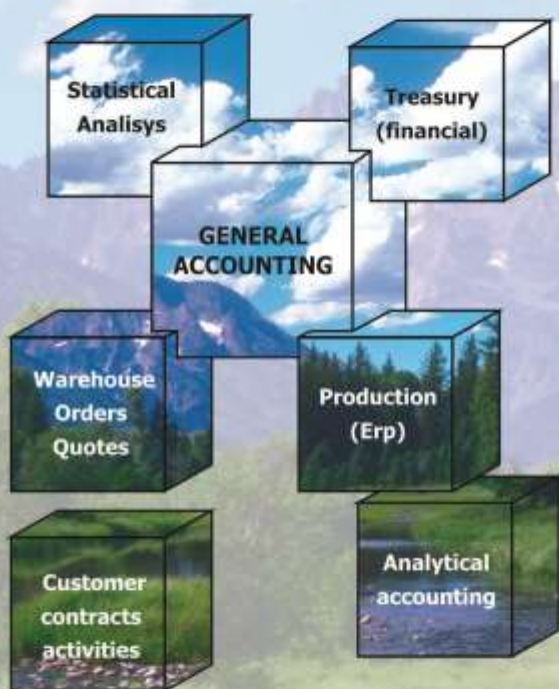 Statistical
Analisys
Treasury
(financial)
GENERAL
ACCOUNTING
Warehouse
Orders
Quotes
Production
(Erp)
Customer
contracts
activities
Analytical
accounting